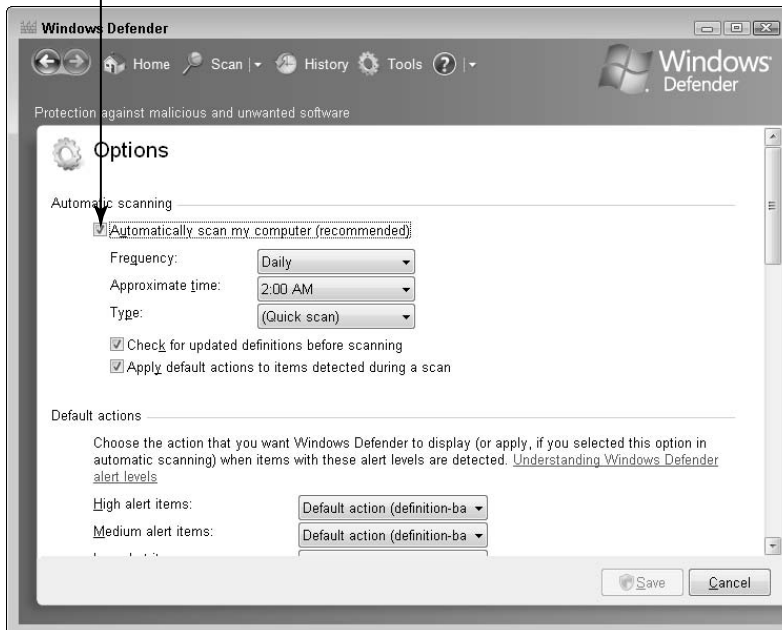 Windows Defender
Home Scan History Tools ?
Windows
Defender
Protection against malicious and unwanted software
Options
Automatic scanning
Automatically scan my computer (recommended)
Frequency: Daily
Approximate time: 2:00 AM
Type: (Quick scan)
Check for updated definitions before scanning
Apply default actions to items detected during a scan
Default actions
Choose the action that you want Windows Defender to display (or apply, if you selected this option in
automatic scanning) when items with these alert levels are detected. Understanding Windows Defender
alert levels
High alert items: Default action (definition-ba
Medium alert items: Default action (definition-ba
Save Cancel